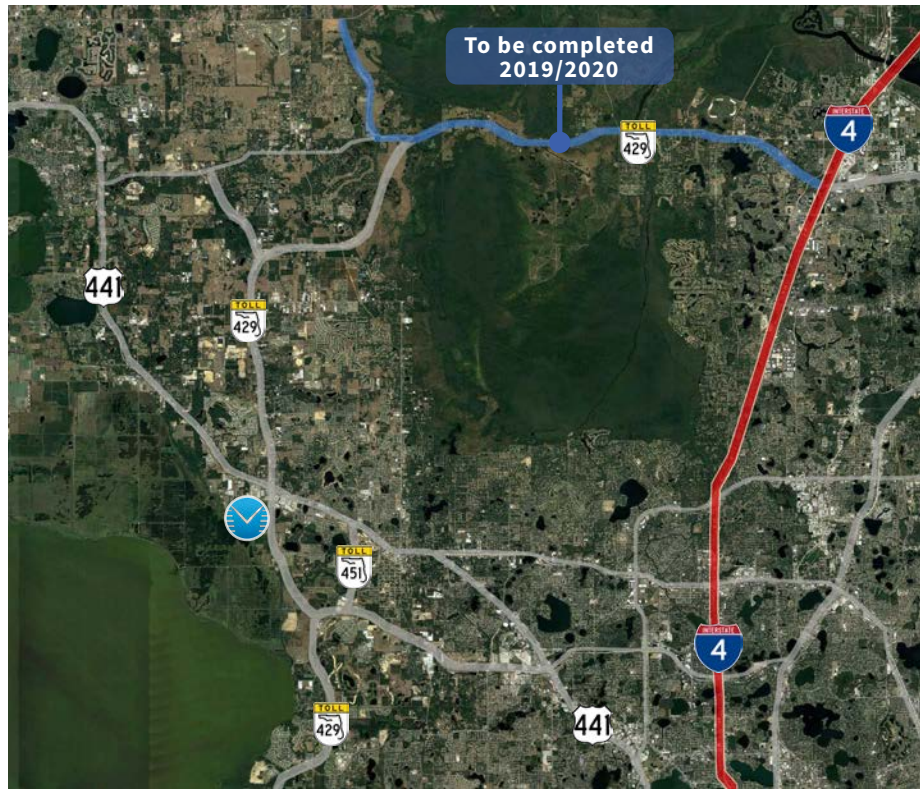 To be completed
2019/2020
INTERSTATE
4
TOLL
429
441
TOLL
429
TOLL
451
INTERSTATE
4
TOLL
429
441